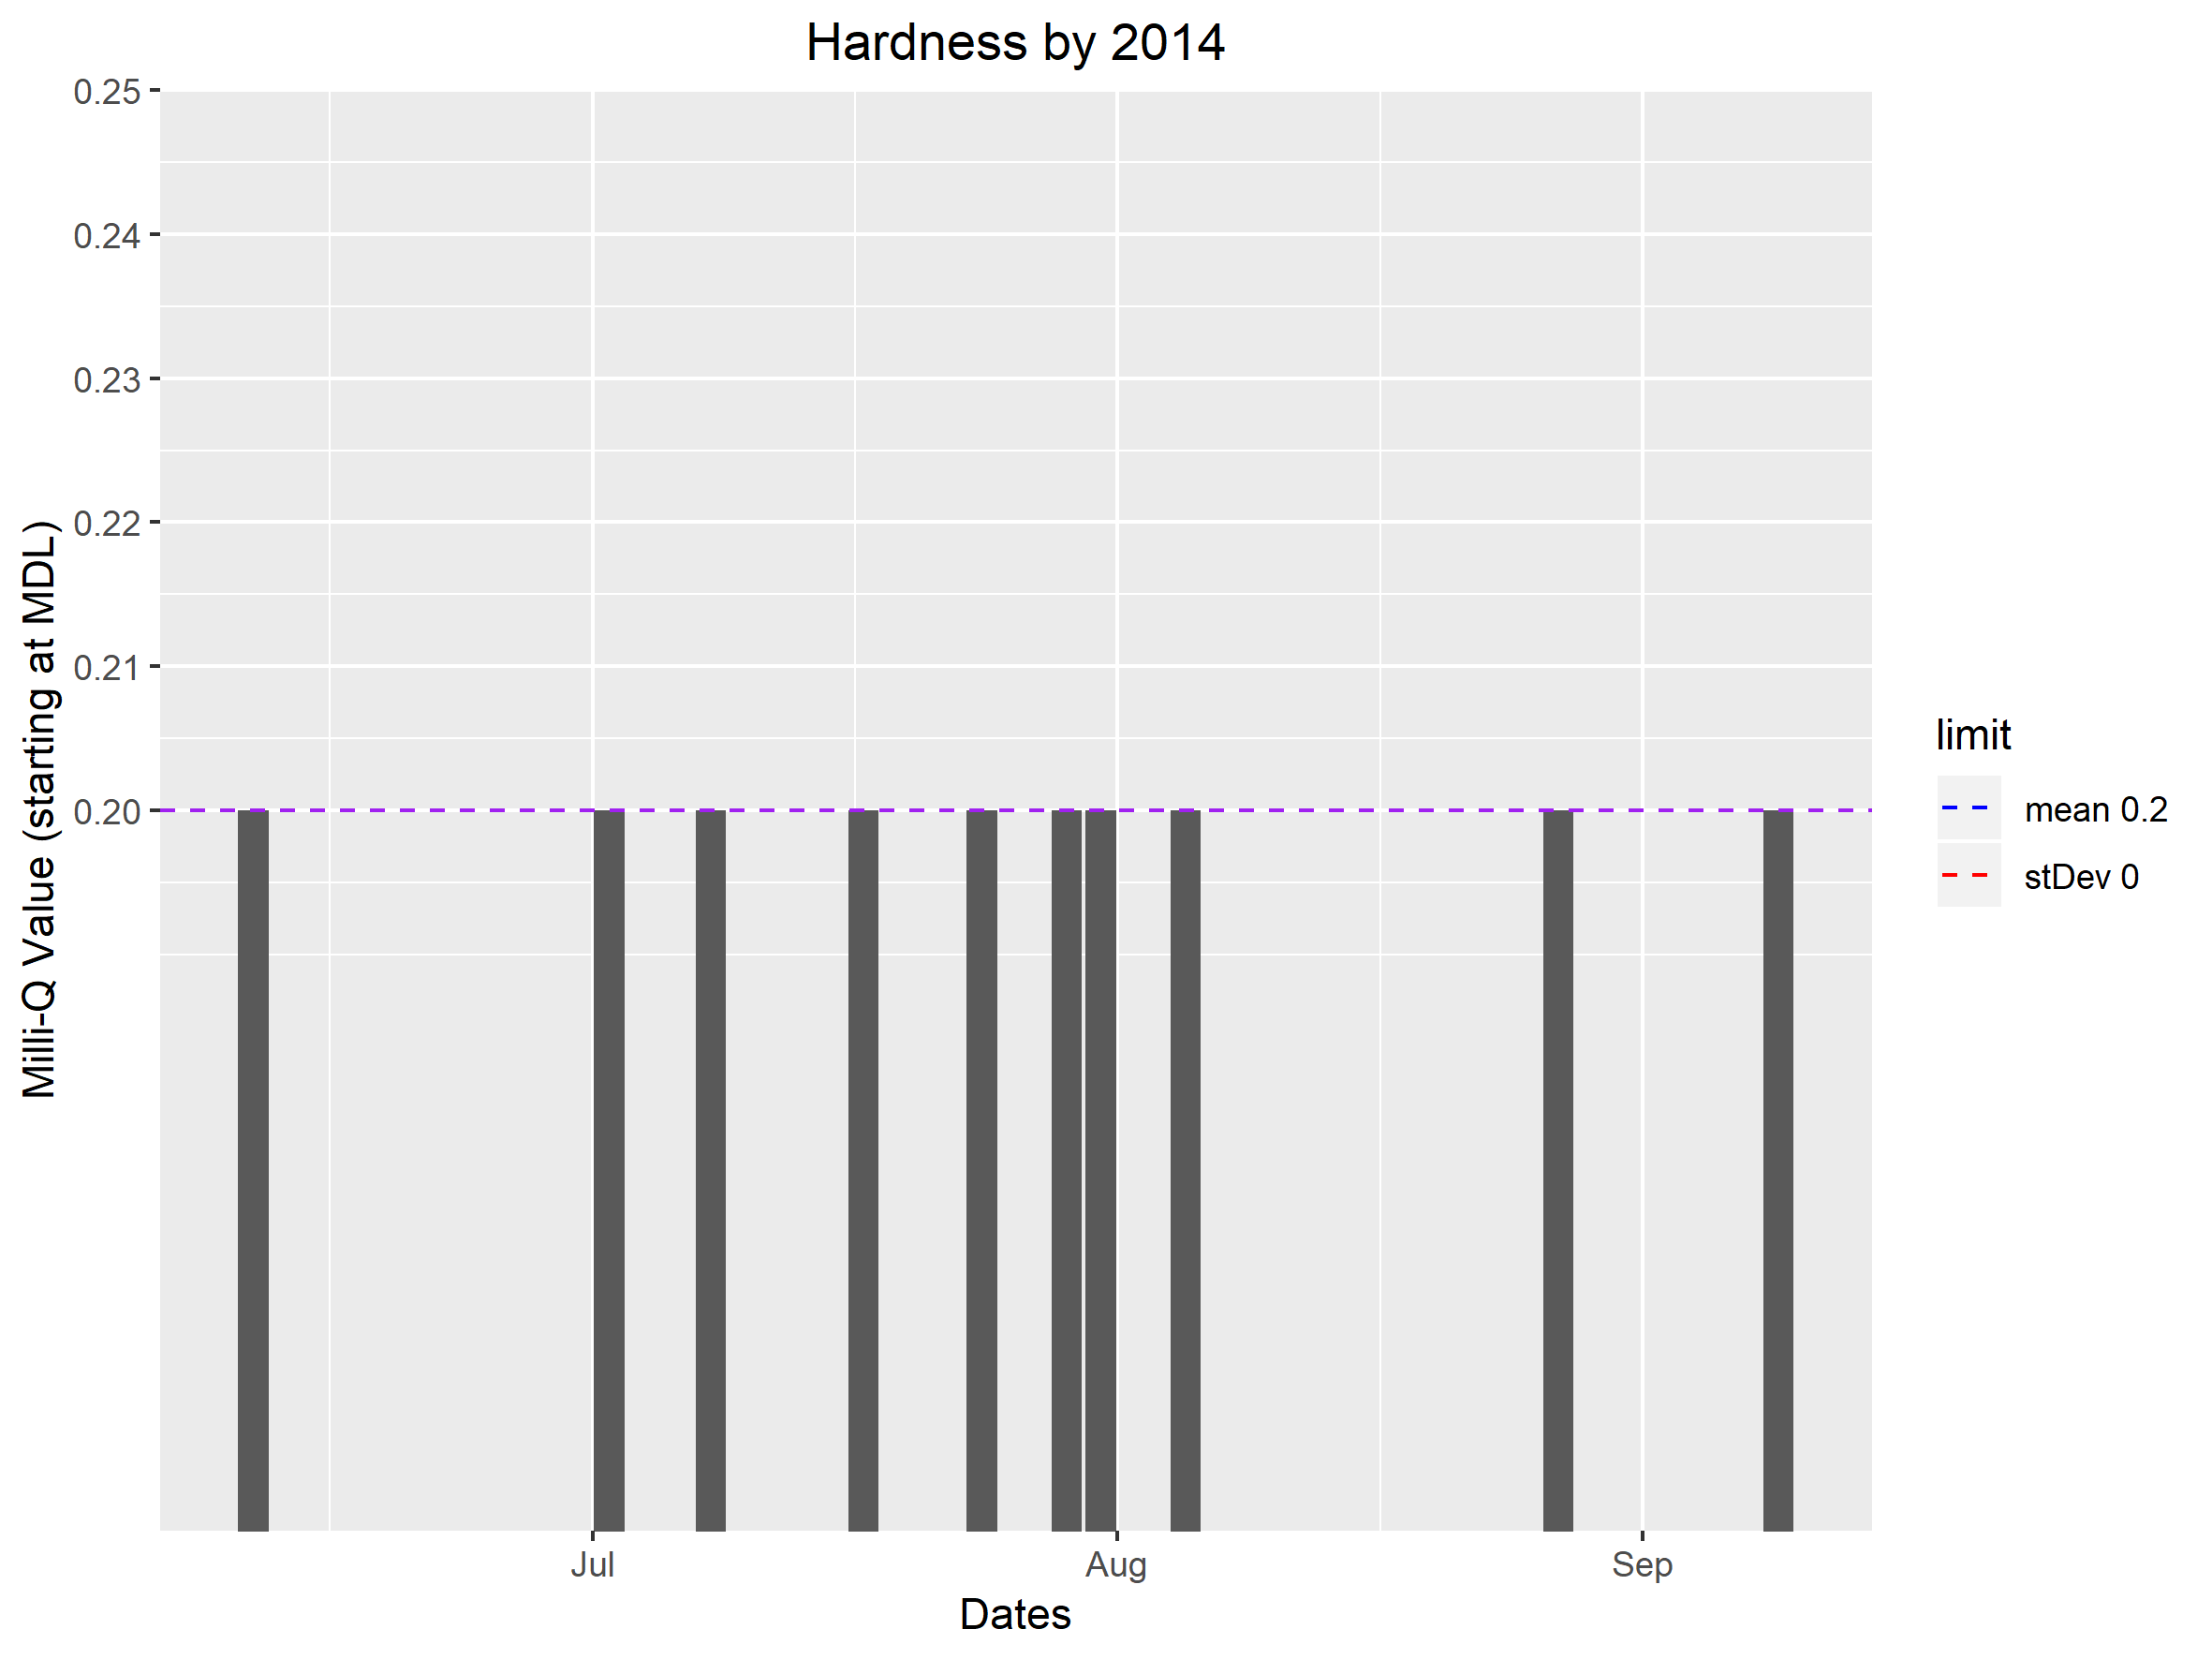 Hardness by 2014
Milli-Q Value (starting at MDL)
0.25
0.24
0.23
0.22
0.21
0.20
Jul
Aug
Sep
Dates
limit
mean 0.2
stDev 0